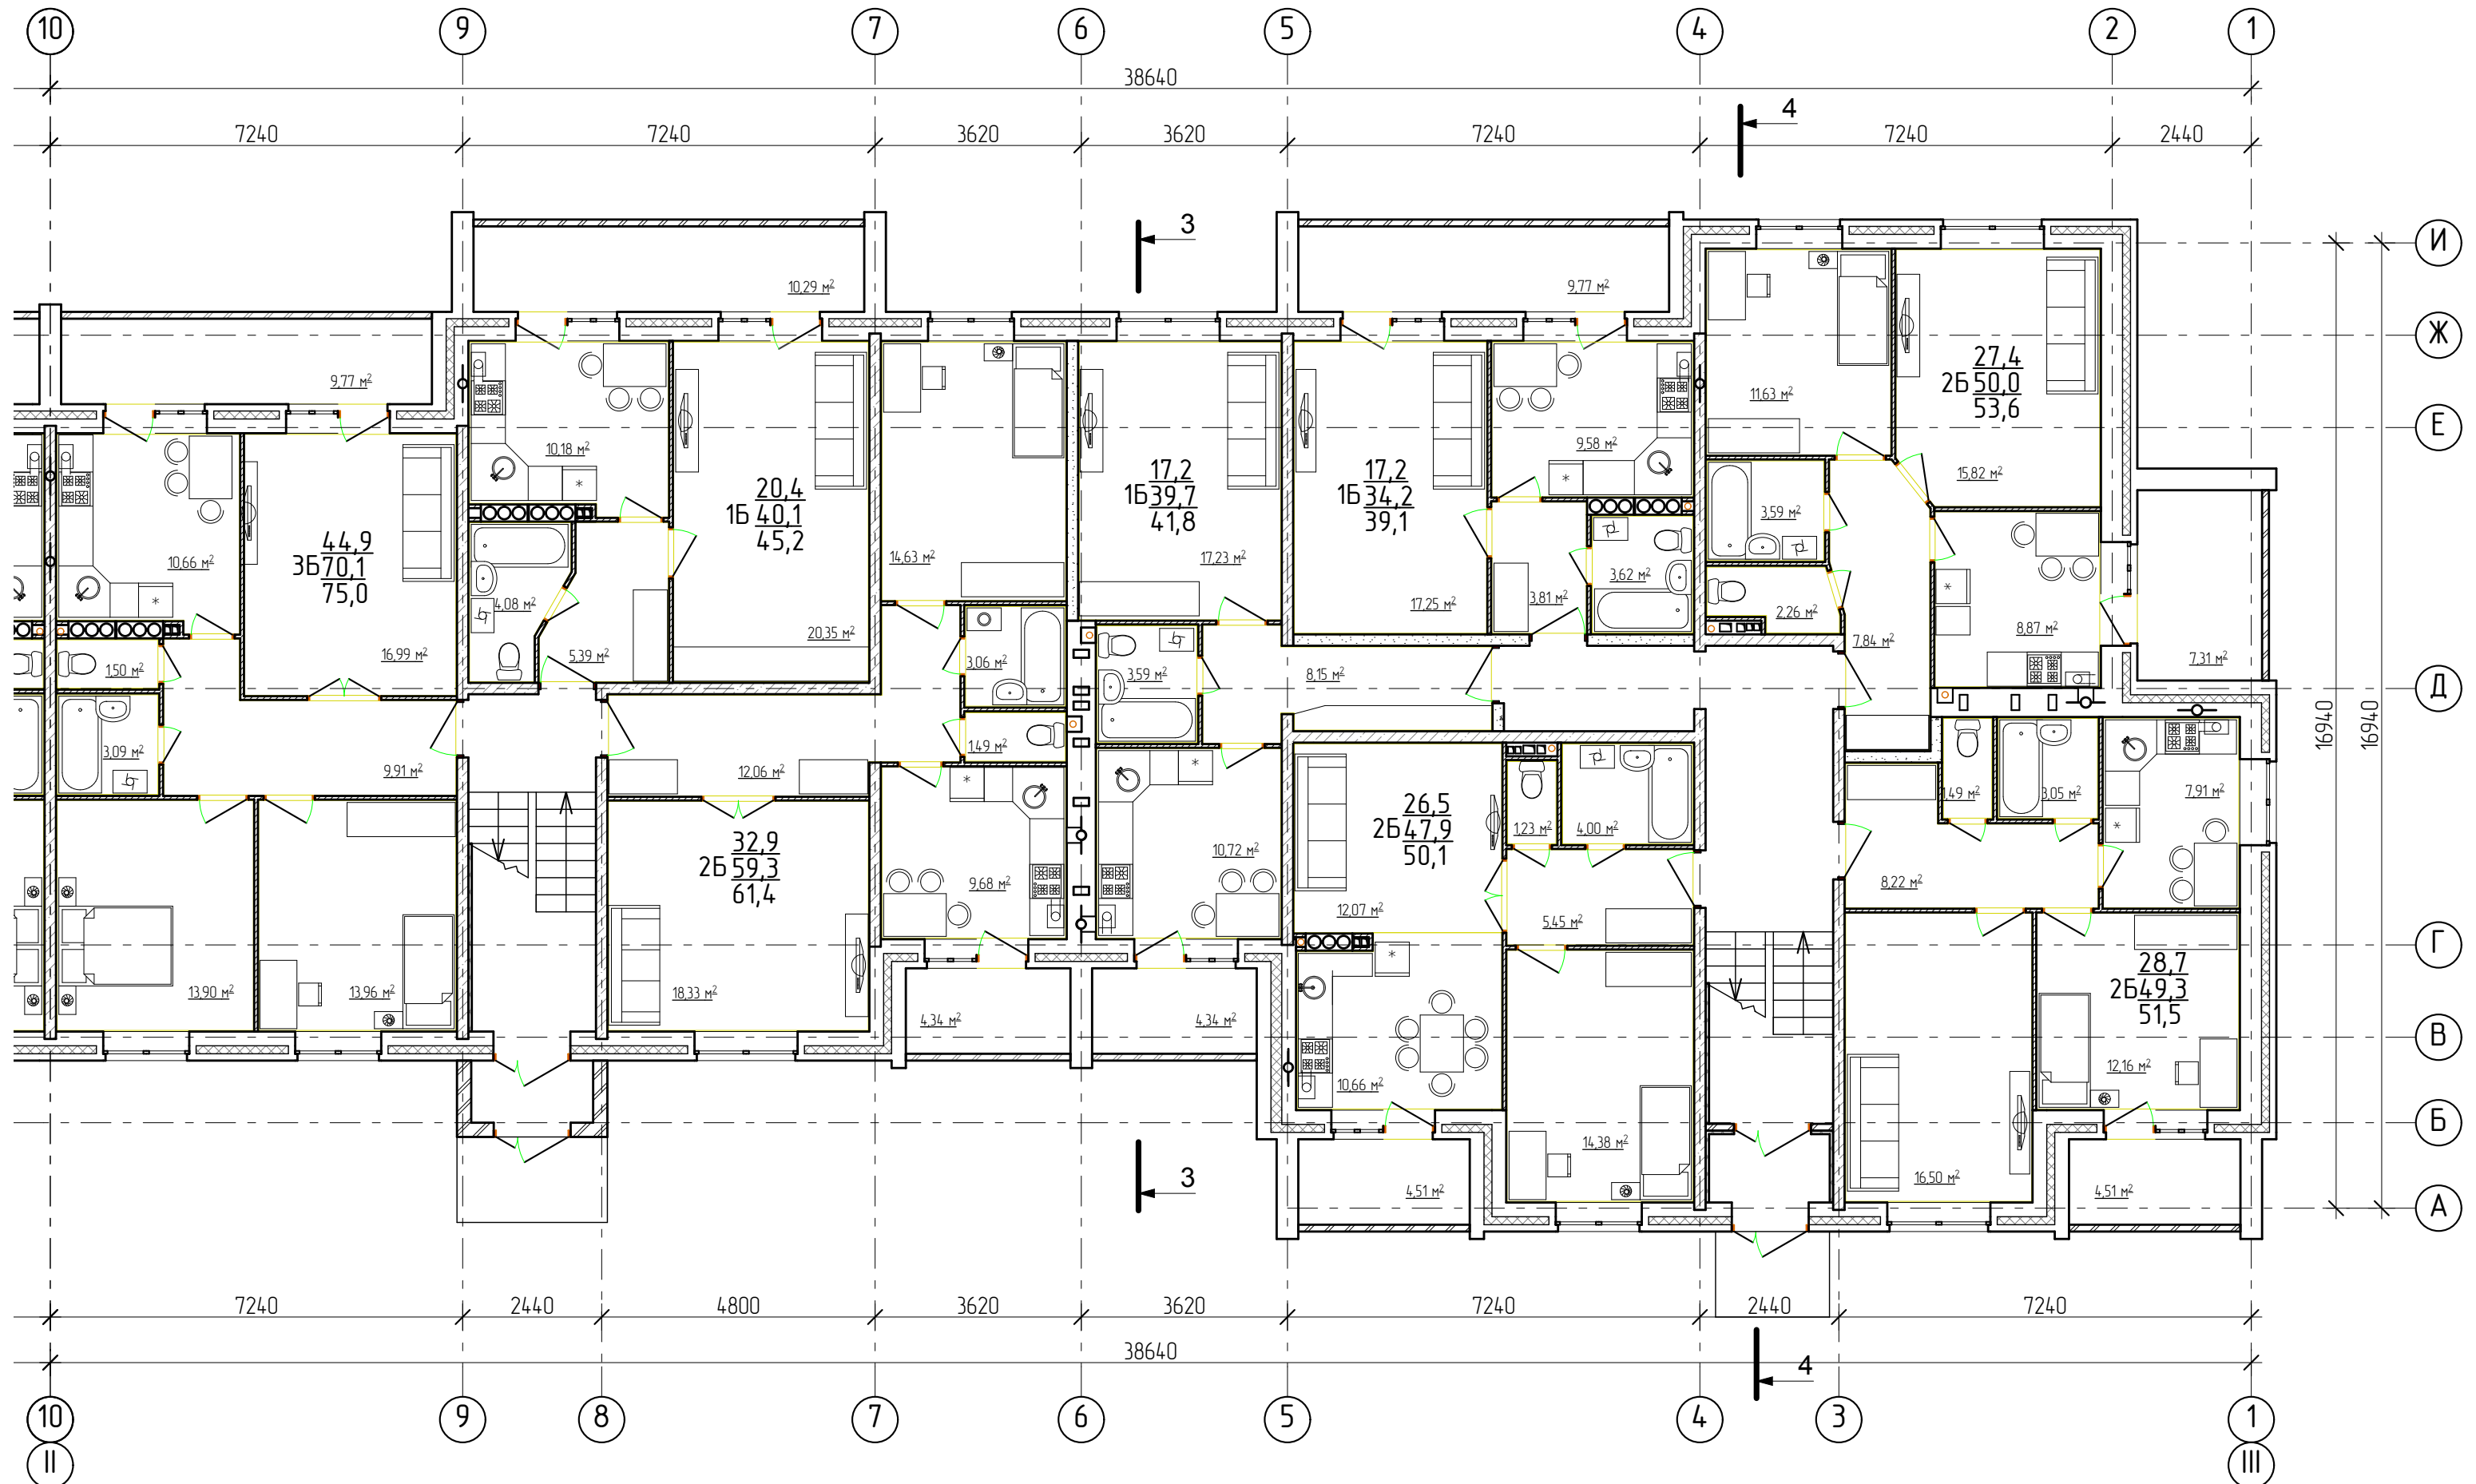 10 9 7 6 5 4 2 1
38640
7240 7240 3620 3620 7240 7240 2440
4
3
И
Ж
Е
Д
Г
В
Б
А
16940 16940
10,29 м²
9,77 м²
9,77 м²
10,18 м²
11,63 м²
27,4
2Б 50,0
53,6
9,58 м²
15,82 м²
20,4
1Б 40,1
45,2
17,2
1Б 39,7
41,8
17,2
1Б 34,2
39,1
3,59 м²
44,9
3Б 70,1
75,0
10,66 м²
14,63 м²
17,23 м²
17,25 м²
3,62 м²
3,81 м²
2,26 м²
4,08 м²
20,35 м²
5,39 м²
16,99 м²
1,50 м²
3,06 м²
3,59 м²
8,15 м²
7,84 м²
8,87 м²
7,31 м²
3,09 м²
9,91 м²
12,06 м²
1,49 м²
1,49 м²
3,05 м²
7,91 м²
26,5
2Б 47,9
50,1
1,23 м²
4,00 м²
32,9
2Б 59,3
61,4
10,72 м²
9,68 м²
12,07 м²
5,45 м²
8,22 м²
13,90 м²
13,96 м²
18,33 м²
4,34 м²
4,34 м²
28,7
2Б 49,3
51,5
10,66 м²
12,16 м²
14,38 м²
16,50 м²
4,51 м²
4,51 м²
3
7240 2440 4800 3620 3620 7240 2440 7240
38640
4
10 9 8 7 6 5 4 3 1
II III